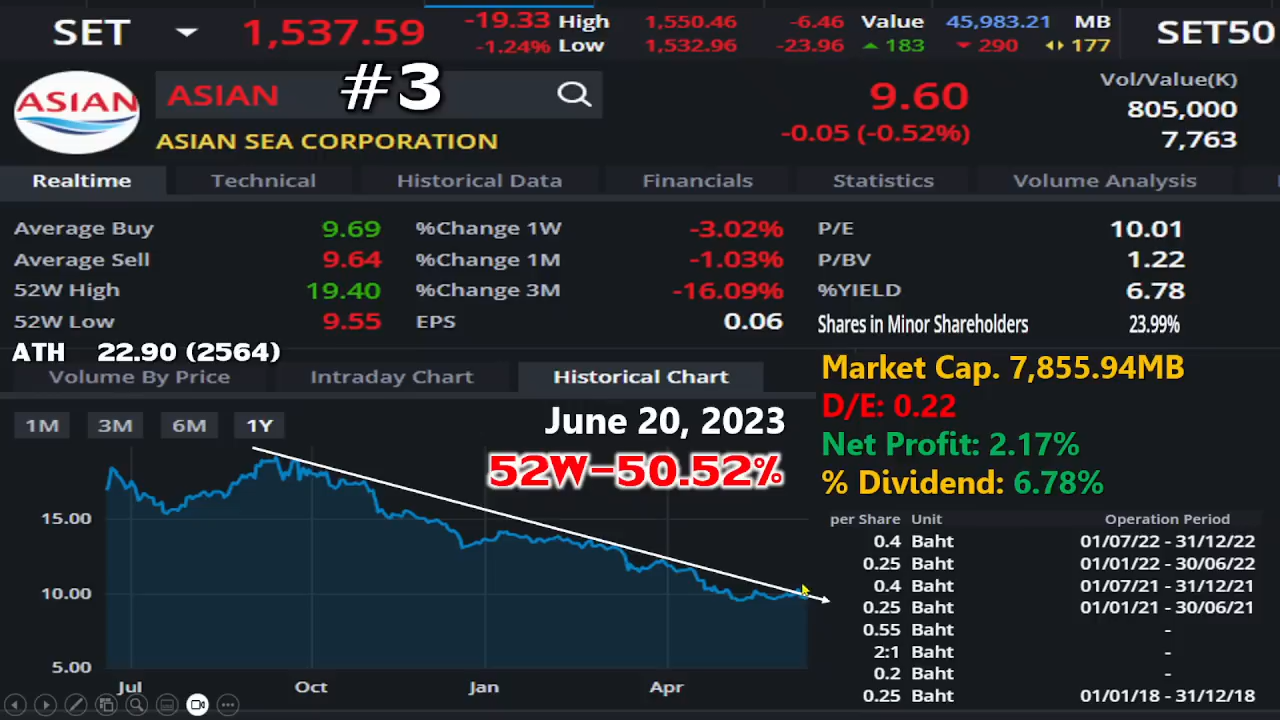 SET 1,537.59 -19.33 High 1,550.46 -6.46 Value 45,983.21 MB SET50
-1.24% Low 1,532.96 -23.96 183 290 177
ASIAN ASIAN #3 9.60 Vol/Value(K)
805,000
ASIAN SEA CORPORATION -0.05 (-0.52%) 7,763
Realtime Technical Historical Data Financials Statistics Volume Analysis
Average Buy 9.69 %Change 1W -3.02% P/E 10.01
Average Sell 9.64 %Change 1M -1.03% P/BV 1.22
52W High 19.40 %Change 3M -16.09% %YIELD 6.78
52W Low 9.55 EPS 0.06 Shares in Minor Shareholders 23.99%
ATH 22.90 (2564)
Volume By Price Intraday Chart Historical Chart
Market Cap. 7,855.94MB
D/E: 0.22
Net Profit: 2.17%
% Dividend: 6.78%
1M 3M 6M 1Y
June 20, 2023
52W-50.52%
15.00
10.00
5.00
Jul Oct Jan Apr
per Share Unit Operation Period
0.4 Baht 01/07/22 - 31/12/22
0.25 Baht 01/01/22 - 30/06/22
0.4 Baht 01/07/21 - 31/12/21
0.25 Baht 01/01/21 - 30/06/21
0.55 Baht -
2:1 Baht -
0.2 Baht -
0.25 Baht 01/01/18 - 31/12/18